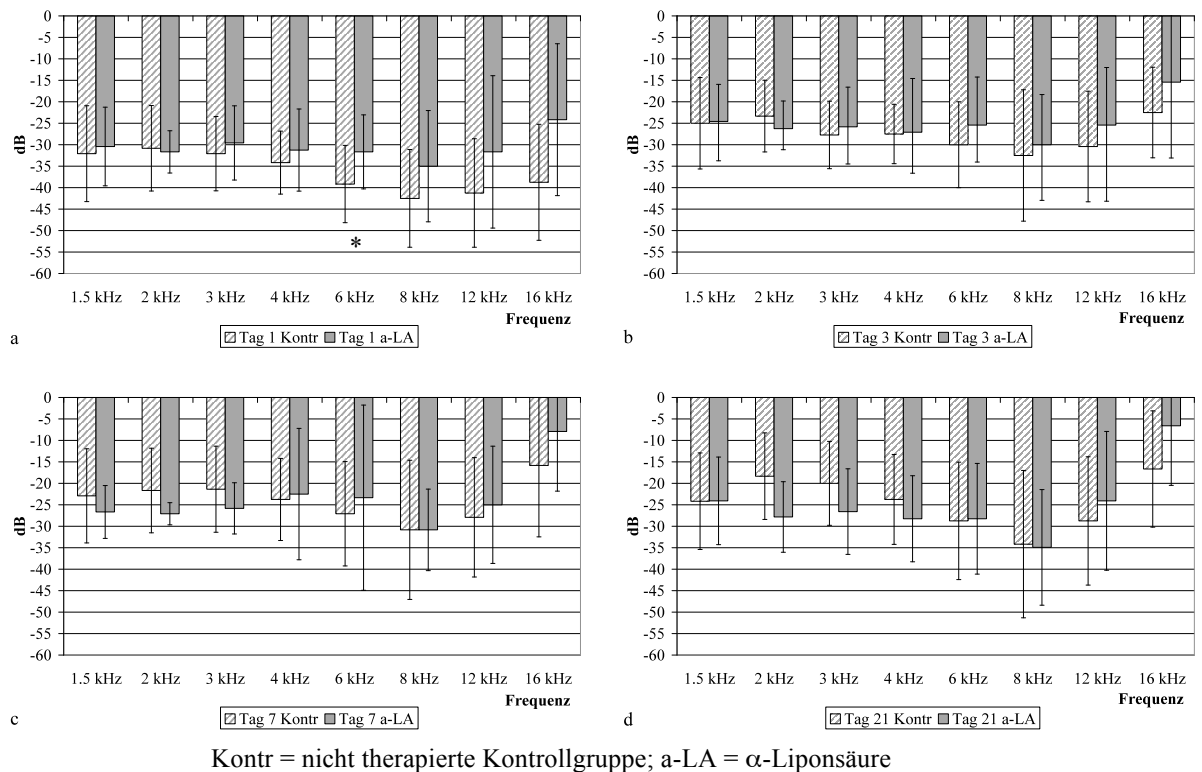 0
-5
-10
-15
-20
-25
-30
-35
-40
-45
-50
-55
-60
dB
*
1.5 kHz 2 kHz 3 kHz 4 kHz 6 kHz 8 kHz 12 kHz 16 kHz
Frequenz
Tag 1 Kontr Tag 1 a-LA
a
0
-5
-10
-15
-20
-25
-30
-35
-40
-45
-50
-55
-60
dB
1.5 kHz 2 kHz 3 kHz 4 kHz 6 kHz 8 kHz 12 kHz 16 kHz
Frequenz
Tag 3 Kontr Tag 3 a-LA
b
0
-5
-10
-15
-20
-25
-30
-35
-40
-45
-50
-55
-60
dB
1.5 kHz 2 kHz 3 kHz 4 kHz 6 kHz 8 kHz 12 kHz 16 kHz
Frequenz
Tag 7 Kontr Tag 7 a-LA
c
0
-5
-10
-15
-20
-25
-30
-35
-40
-45
-50
-55
-60
dB
1.5 kHz 2 kHz 3 kHz 4 kHz 6 kHz 8 kHz 12 kHz 16 kHz
Frequenz
Tag 21 Kontr Tag 21 a-LA
d
Kontr = nicht therapierte Kontrollgruppe; a-LA = α-Liponsäure